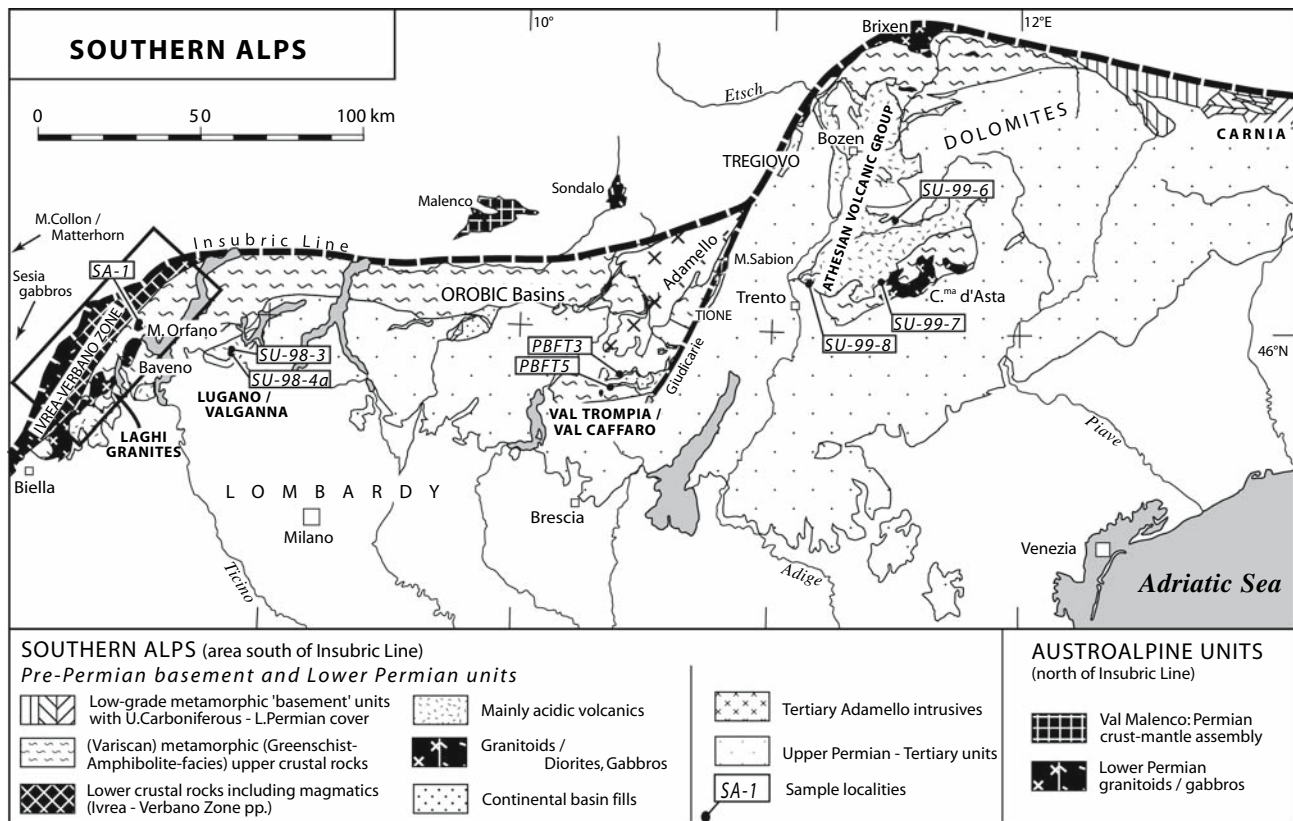 SOUTHERN ALPS
10°
12°E
0 50 100 km
Brixen
Etsch
Bozen
TREGIOVO
ATHESIAN VOLCANIC GROUP
DOLOMITES
CARNIA
Malenco
Sondalo
SU-99-6
M.Collon /
Matterhorn
Insubric Line
SA-1
Sesia
gabbros
Adamello
M.Sabion
OROBIC Basins
Trento
C.ma d'Asta
TIONE
IVREA-VERBANO ZONE
M. Orfano
SU-99-7
SU-99-8
PBFT3
46°N
Baveno
SU-98-3
PBFT5
Giudicarie
SU-98-4a
LUGANO /
VALGANNA
VAL TROMPIA /
VAL CAFFARO
LAGHI
GRANITES
Piave
Biella
LOMBARDY
Brescia
Milano
Venezia
Ticino
Adige
Adriatic Sea
SOUTHERN ALPS (area south of Insubric Line)
Pre-Permian basement and Lower Permian units
Low-grade metamorphic 'basement' units
with U.Carboniferous - L.Permian cover
(Variscan) metamorphic (Greenschist-
Amphibolite-facies) upper crustal rocks
Lower crustal rocks including magmatics
(Ivrea - Verbano Zone pp.)
Mainly acidic volcanics
Granitoids /
Diorites, Gabbros
Continental basin fills
Tertiary Adamello intrusives
Upper Permian - Tertiary units
SA-1 Sample localities
AUSTROALPINE UNITS
(north of Insubric Line)
Val Malenco: Permian
crust-mantle assembly
Lower Permian
granitoids / gabbros